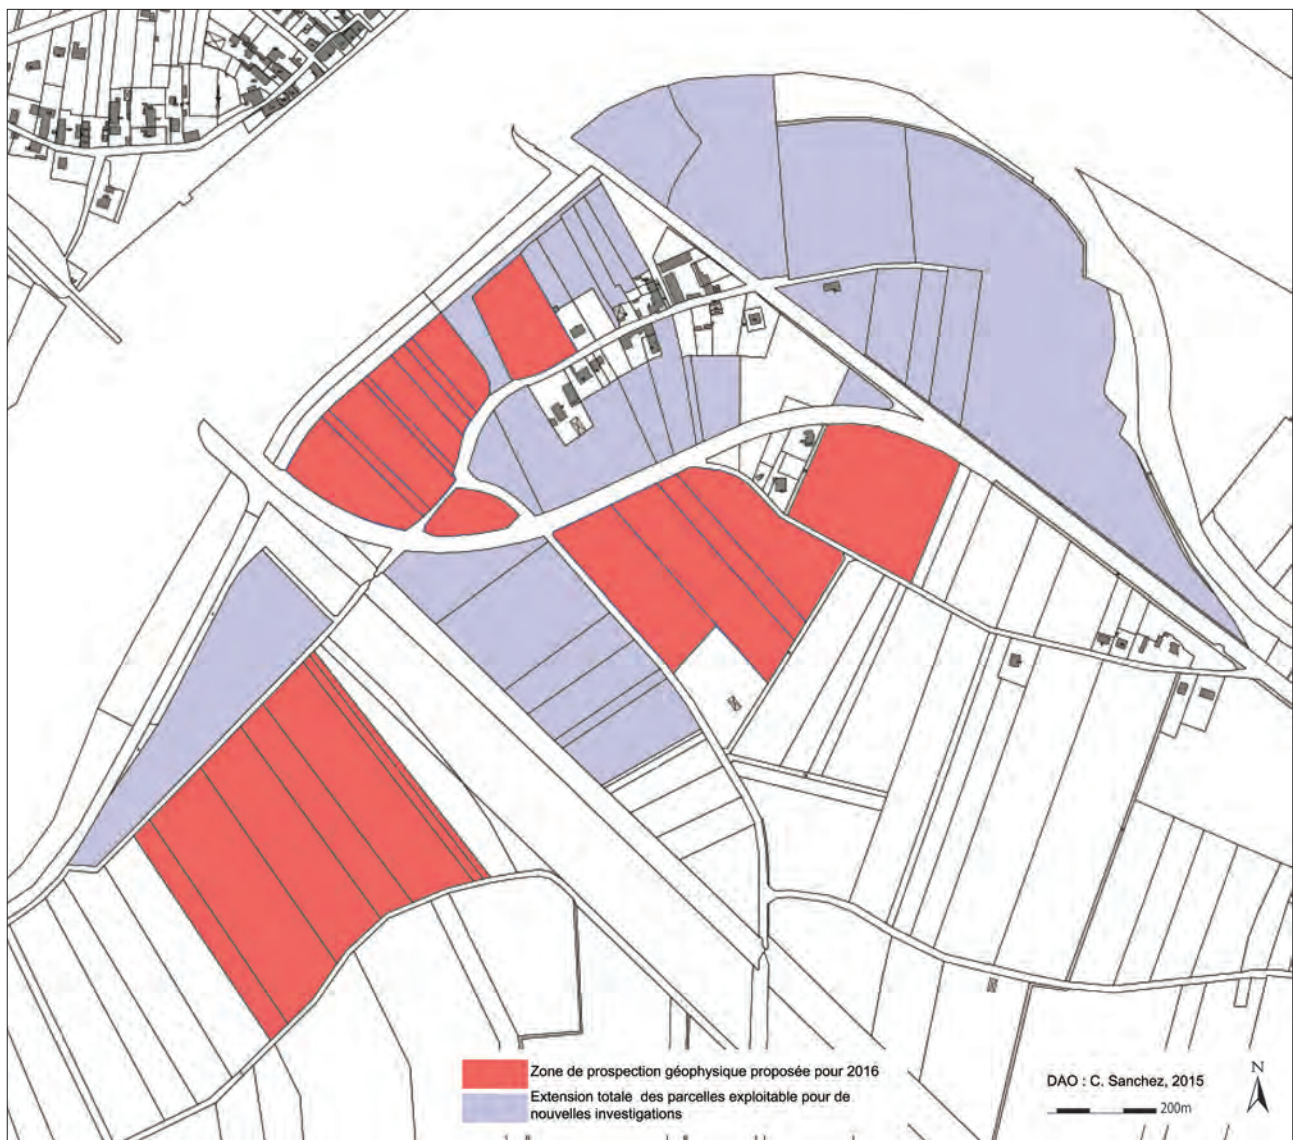 Zone de prospection géophysique proposée pour 2016
Extension totale des parcelles exploitable pour de
nouvelles investigations
DAO : C. Sanchez, 2015
200m
N